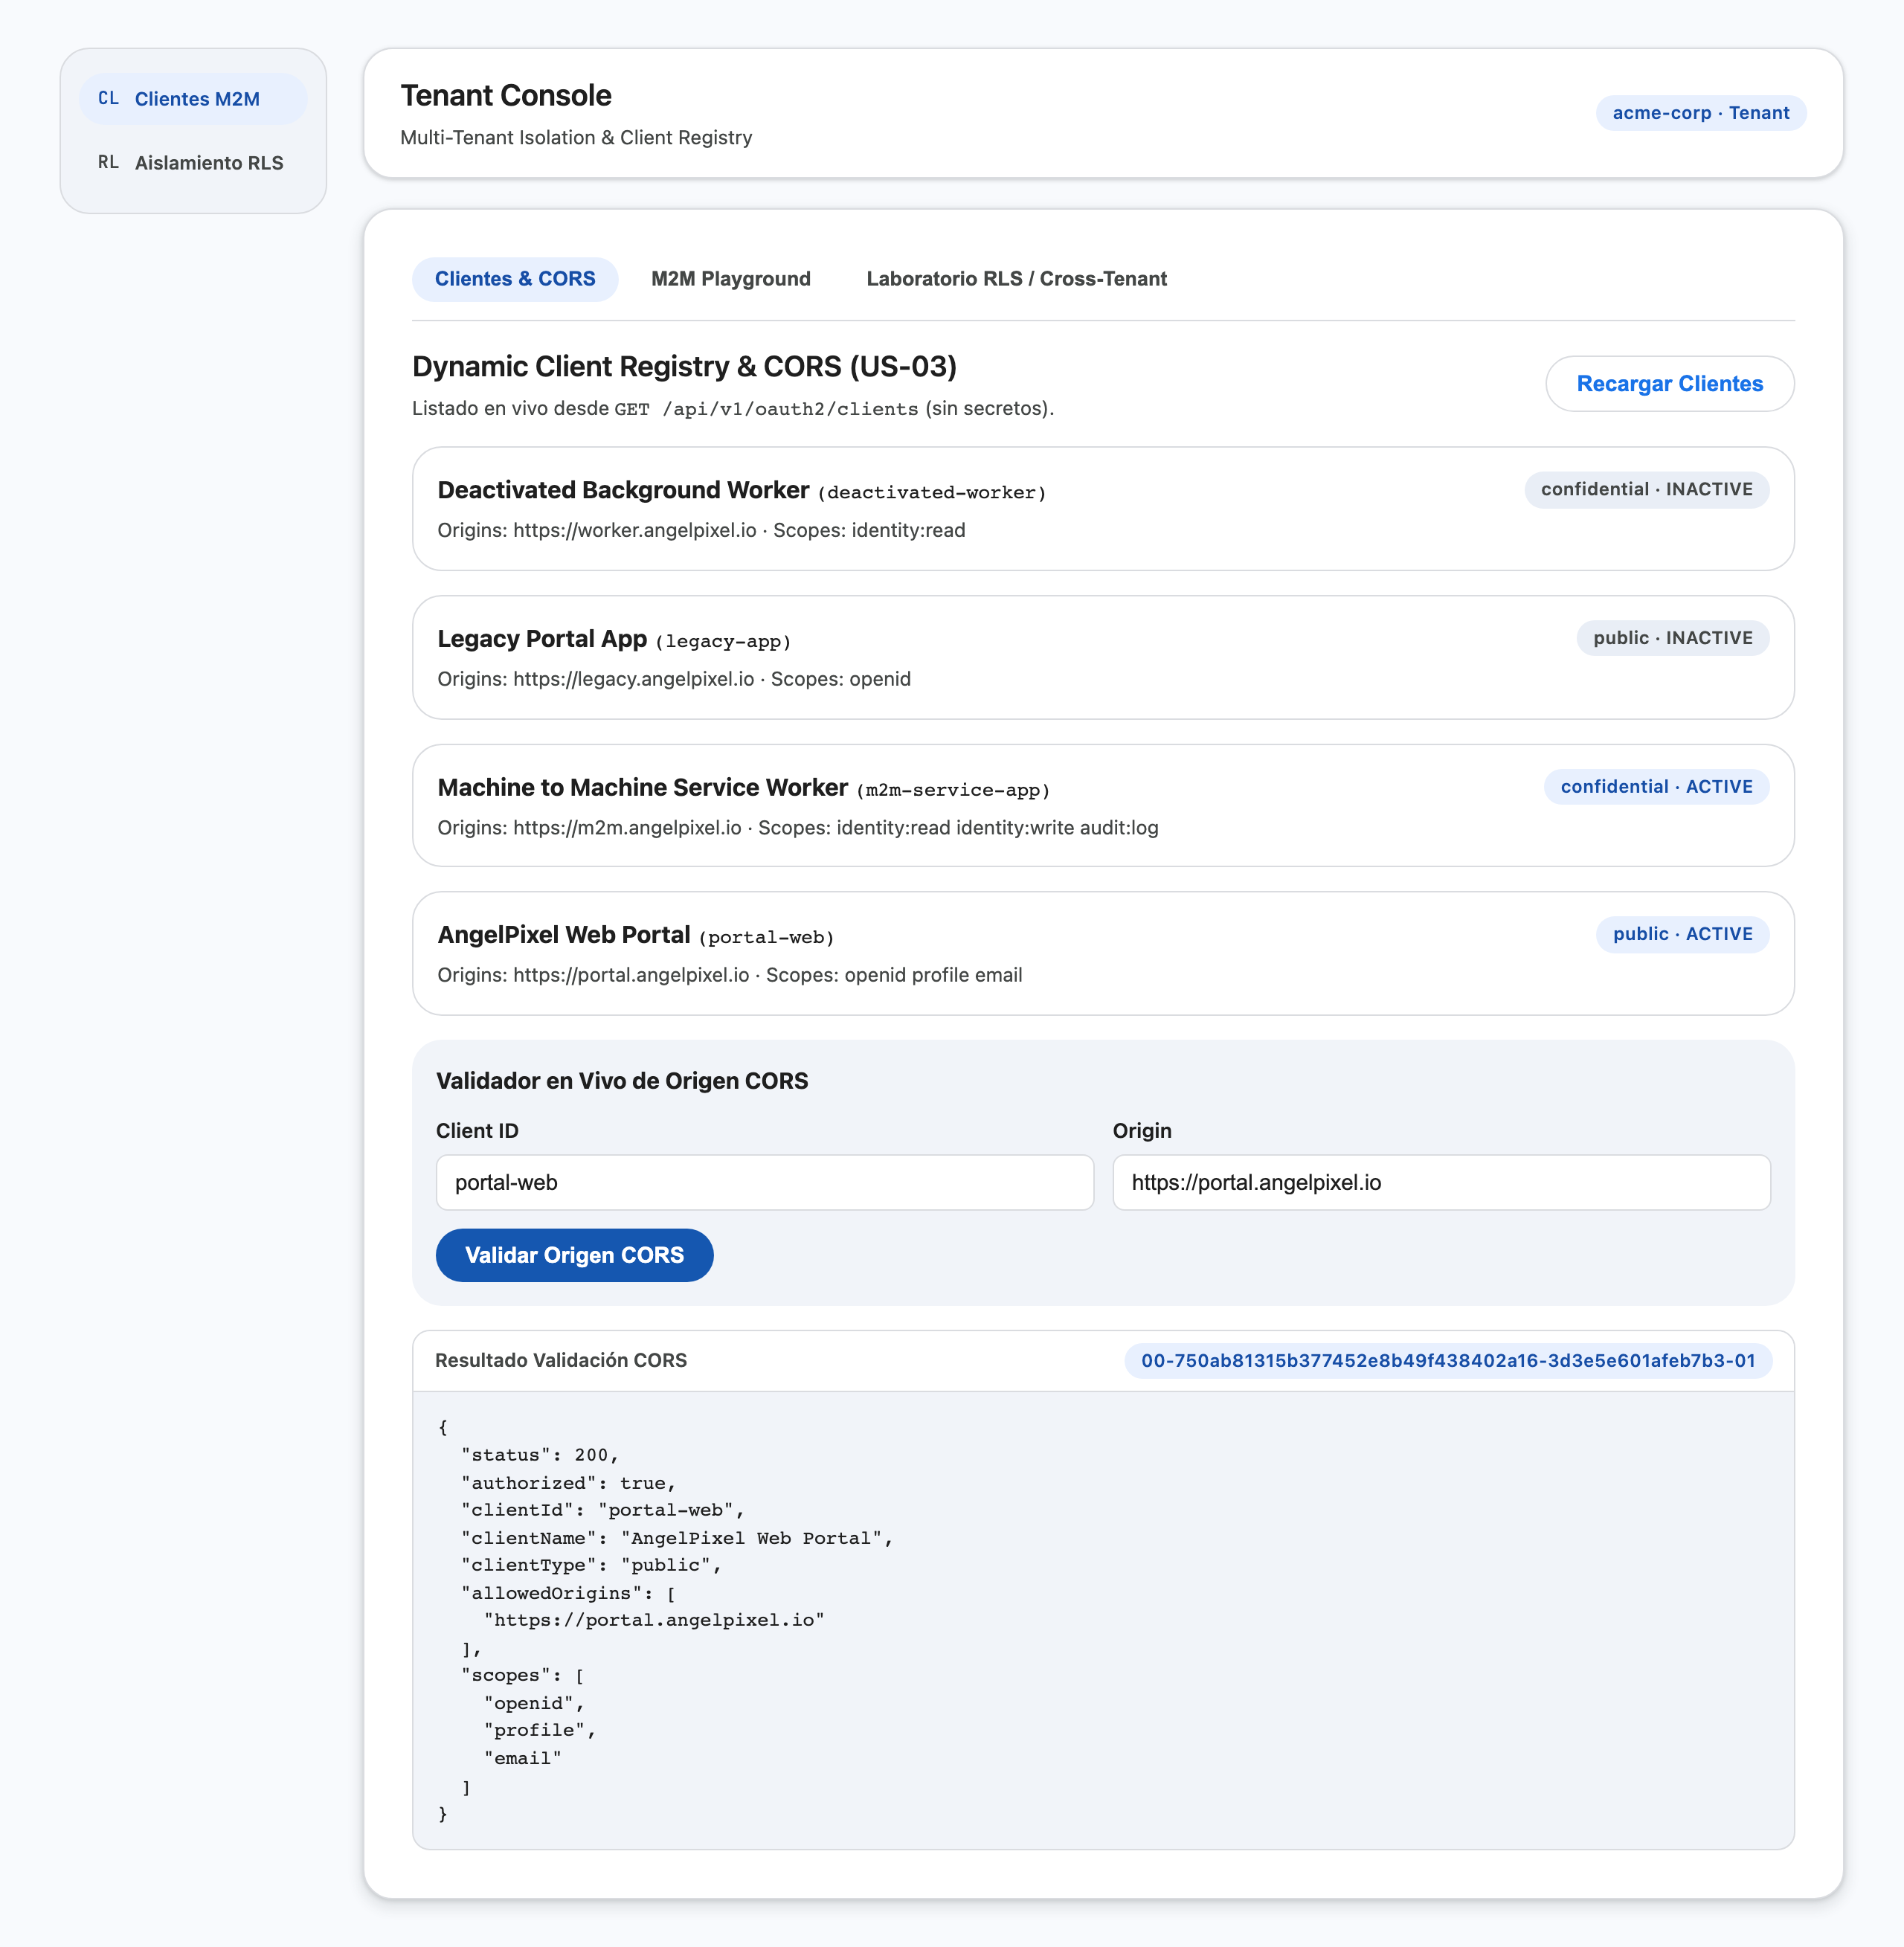 CL Clientes M2M
RL Aislamiento RLS
Tenant Console
Multi-Tenant Isolation & Client Registry
acme-corp · Tenant
Clientes & CORS
M2M Playground
Laboratorio RLS / Cross-Tenant
Dynamic Client Registry & CORS (US-03)
Listado en vivo desde GET /api/v1/oauth2/clients (sin secretos).
Recargar Clientes
Deactivated Background Worker (deactivated-worker)
confidential · INACTIVE
Origins: https://worker.angelpixel.io · Scopes: identity:read
Legacy Portal App (legacy-app)
public · INACTIVE
Origins: https://legacy.angelpixel.io · Scopes: openid
Machine to Machine Service Worker (m2m-service-app)
confidential · ACTIVE
Origins: https://m2m.angelpixel.io · Scopes: identity:read identity:write audit:log
AngelPixel Web Portal (portal-web)
public · ACTIVE
Origins: https://portal.angelpixel.io · Scopes: openid profile email
Validador en Vivo de Origen CORS
Client ID
portal-web
Origin
https://portal.angelpixel.io
Validar Origen CORS
Resultado Validación CORS
00-750ab81315b377452e8b49f438402a16-3d3e5e601afeb7b3-01
{
  "status": 200,
  "authorized": true,
  "clientId": "portal-web",
  "clientName": "AngelPixel Web Portal",
  "clientType": "public",
  "allowedOrigins": [
    "https://portal.angelpixel.io"
  ],
  "scopes": [
    "openid",
    "profile",
    "email"
  ]
}